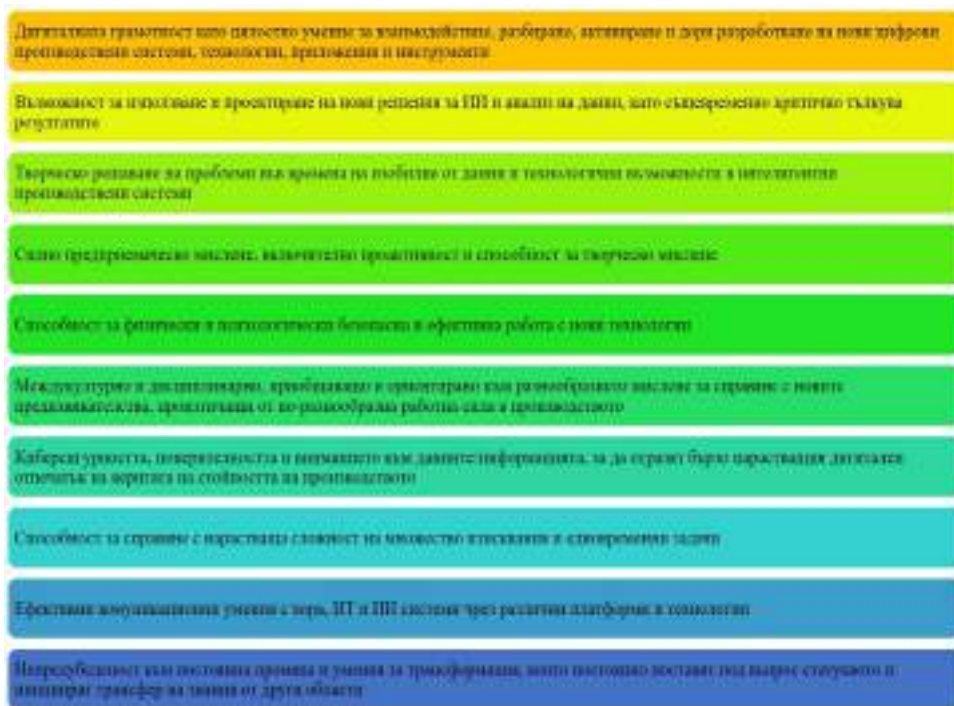 Дигиталната грамотност като цялостно умение за взаимодействие, разбиране, активиране и дори разработване на нови цифрови
производствени системи, технологии, приложения и инструменти
Възможност за използване и проектиране на нови решения за ИИ и анализ на данни, като същевременно критично тълкува
резултатите
Творческо решаване на проблеми във времена на изобилие от данни и технологични възможности в интелигентни
производствени системи
Силно предприемаческо мислене, включително проактивност и способност за творческо мислене
Способност за физически и психологически безопасна и ефективна работа с нови технологии
Междукултурно и дисциплинарно, приобщаващо и ориентирано към разнообразието мислене за справяне с новите
предизвикателства, произтичащи от по-разнообразна работна сила в производството
Киберсигурността, поверителността и вниманието към данните/информацията, за да отразят бързо нарастващия дигитален
отпечатък на веригата на стойността на производството
Способност за справяне с нарастваща сложност на множество изисквания и едновременни задачи
Ефективни комуникационни умения с хора, ИТ и ИИ системи чрез различни платформи и технологии
Непредубеденост към постоянна промяна и умения за трансформация, които постоянно поставят под въпрос статуквото и
инициират трансфер на знания от други области